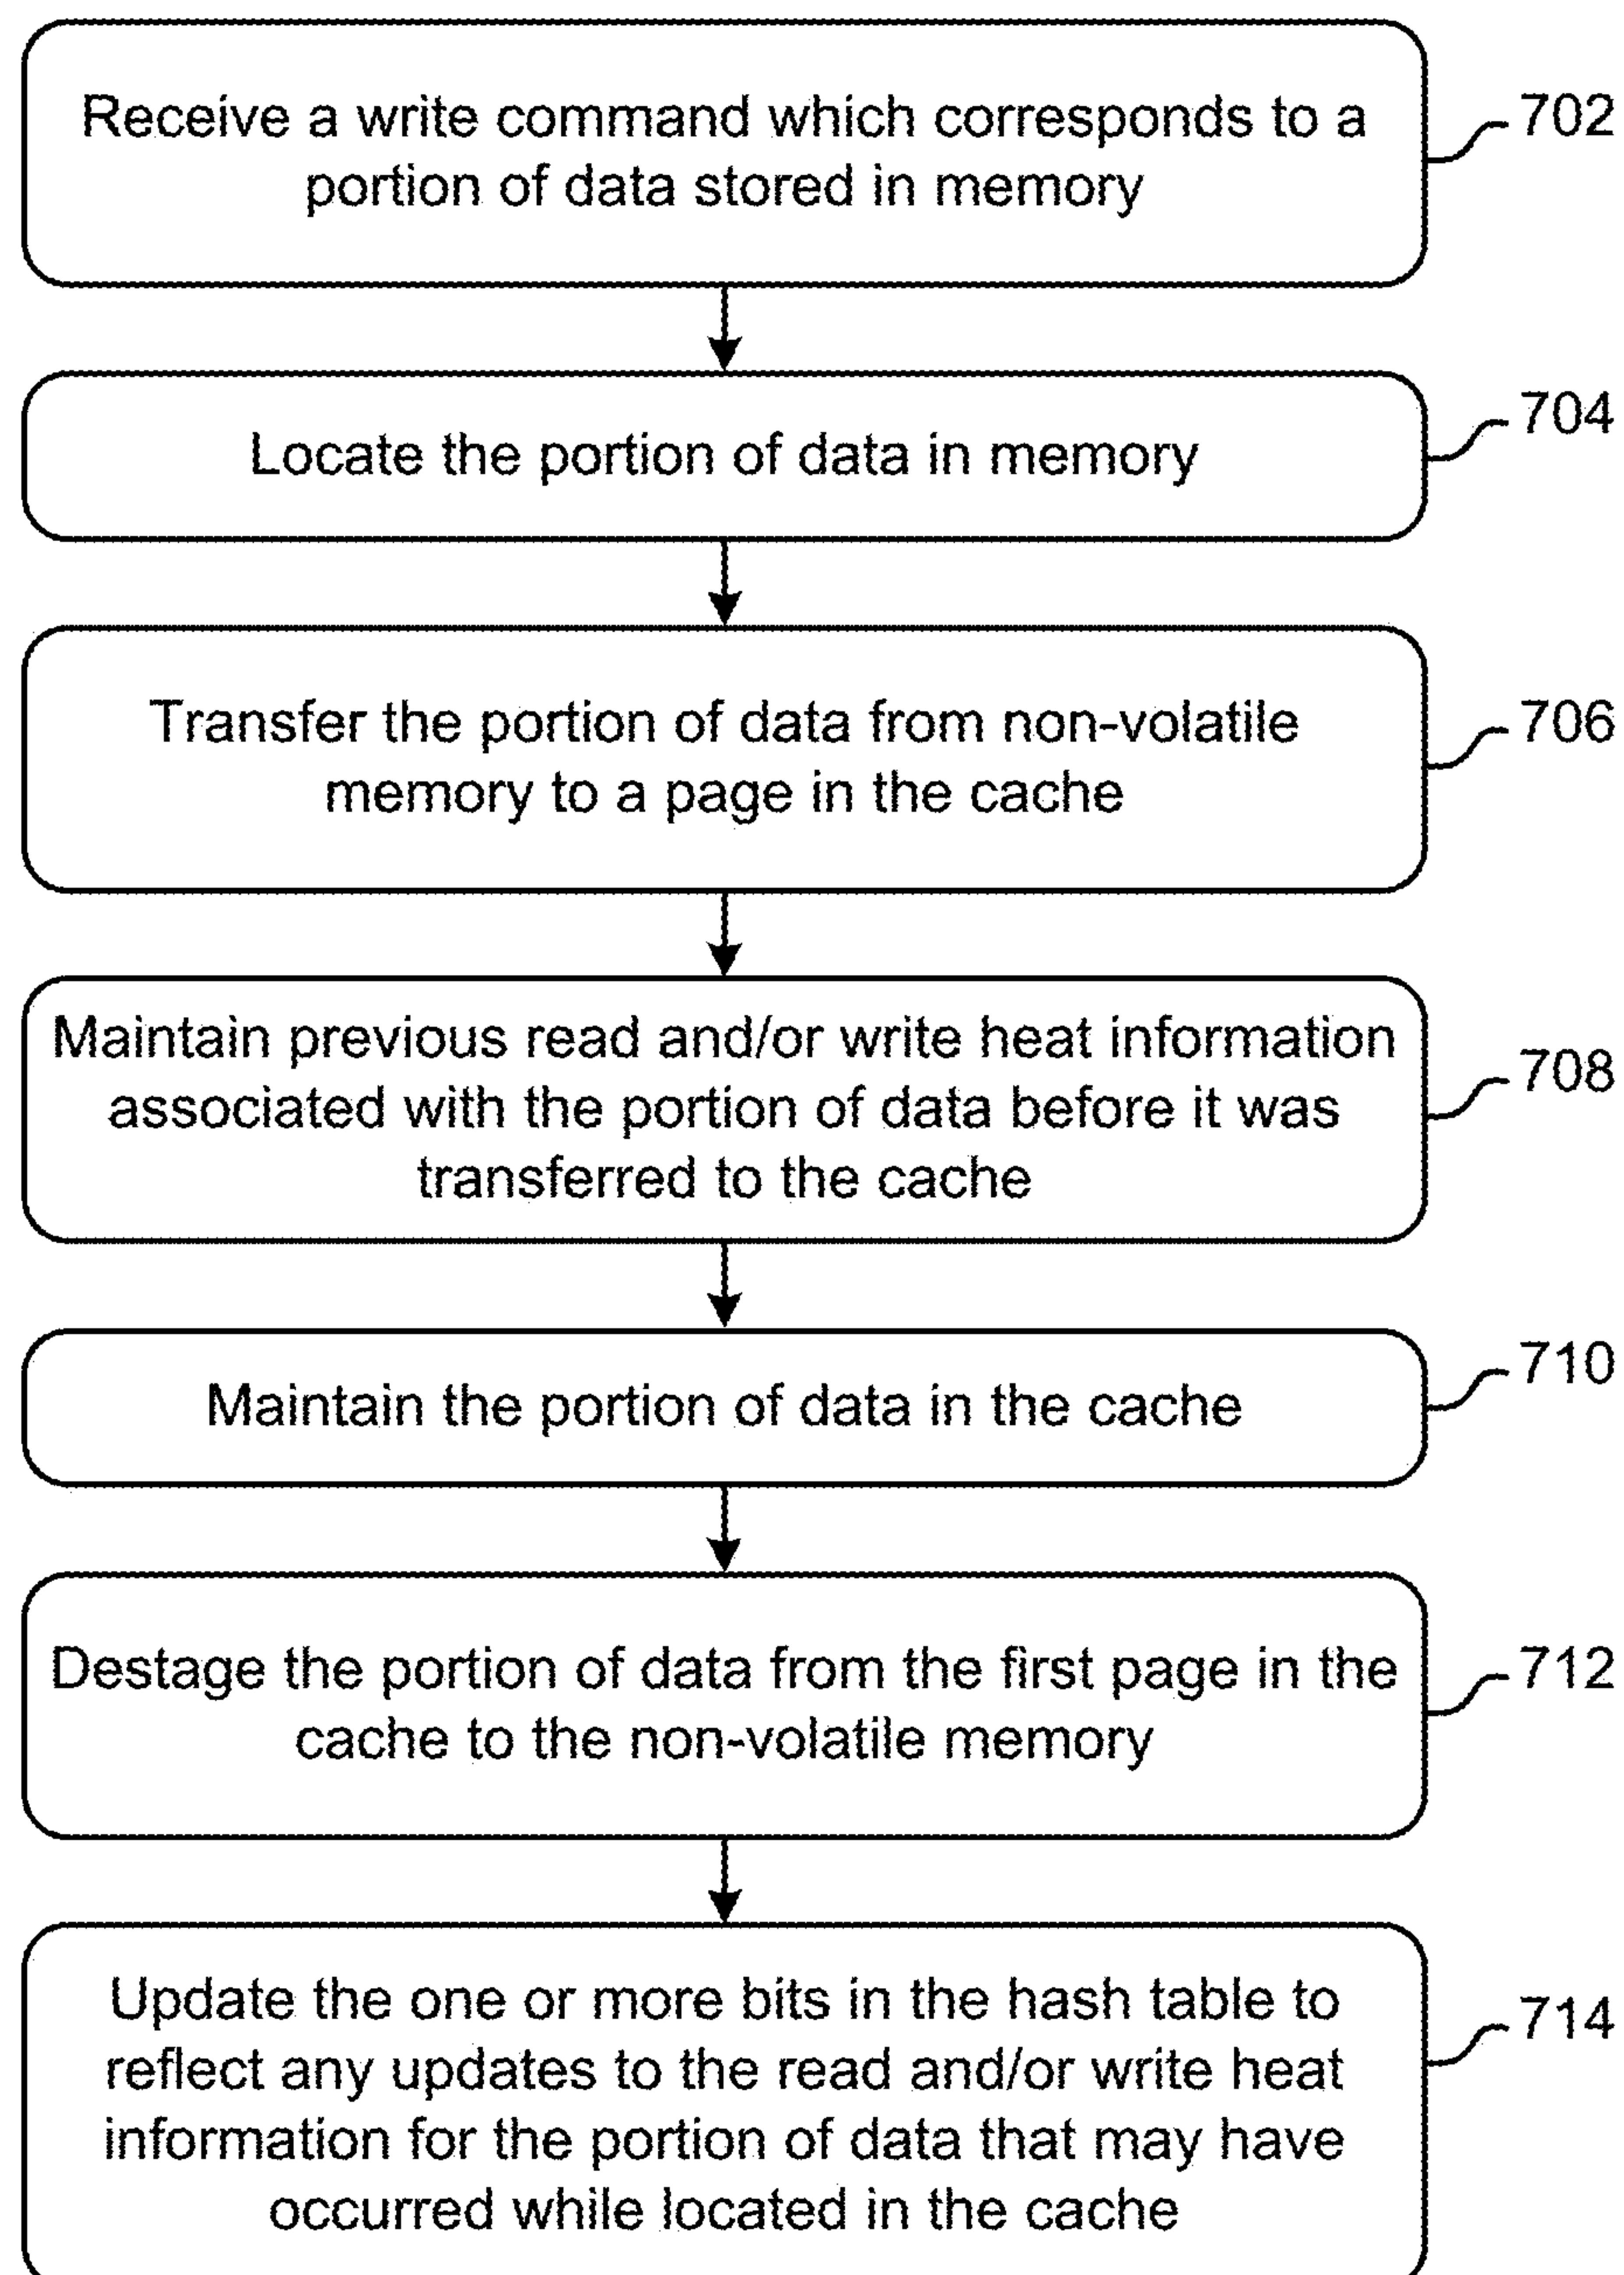 Receive a write command which corresponds to a
portion of data stored in memory
702
Locate the portion of data in memory
704
Transfer the portion of data from non-volatile
memory to a page in the cache
706
Maintain previous read and/or write heat information
associated with the portion of data before it was
transferred to the cache
708
Maintain the portion of data in the cache
710
Destage the portion of data from the first page in the
cache to the non-volatile memory
712
Update the one or more bits in the hash table to
reflect any updates to the read and/or write heat
information for the portion of data that may have
occurred while located in the cache
714